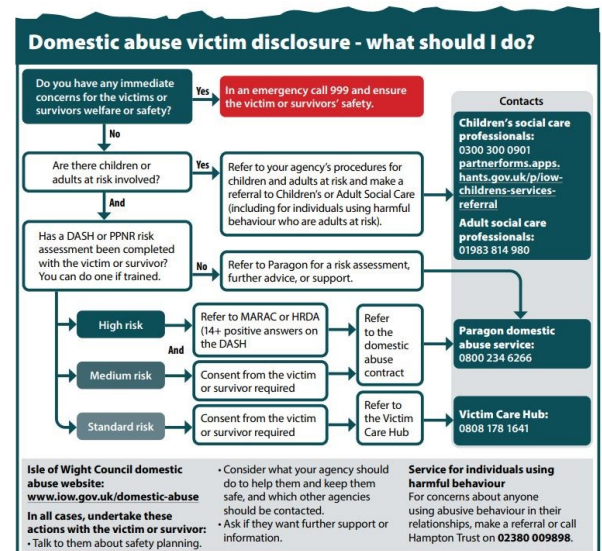 Domestic abuse victim disclosure - what should I do?
Do you have any immediate
concerns for the victims or
survivors welfare or safety?
Yes
In an emergency call 999 and ensure
the victim or survivors' safety.
No
Are there children or
adults at risk involved?
Yes
Refer to your agency's procedures for
children and adults at risk and make a
referral to Children's or Adult Social Care
(including for individuals using harmful
behaviour who are adults at risk).
And
Has a DASH or PPNR risk
assessment been completed
with the victim or survivor?
You can do one if trained.
No
Refer to Paragon for a risk assessment,
further advice, or support.
High risk
Refer to MARAC or HRDA
(14+ positive answers on
the DASH
And
Medium risk
Consent from the victim
or survivor required
Refer
to the
domestic
abuse
contract
Standard risk
Consent from the victim
or survivor required
Refer to
the Victim
Care Hub
Contacts
Children's social care
professionals:
0300 300 0901
partnerforms.apps.
hants.gov.uk/p/iow-
childrens-services-
referral
Adult social care
professionals:
01983 814 980
Paragon domestic
abuse service:
0800 234 6266
Victim Care Hub:
0808 178 1641
Isle of Wight Council domestic
abuse website:
www.iow.gov.uk/domestic-abuse
In all cases, undertake these
actions with the victim or survivor:
• Talk to them about safety planning.
• Consider what your agency should
do to help them and keep them
safe, and which other agencies
should be contacted.
• Ask if they want further support or
information.
Service for individuals using
harmful behaviour
For concerns about anyone
using abusive behaviour in their
relationships, make a referral or call
Hampton Trust on 02380 009898.